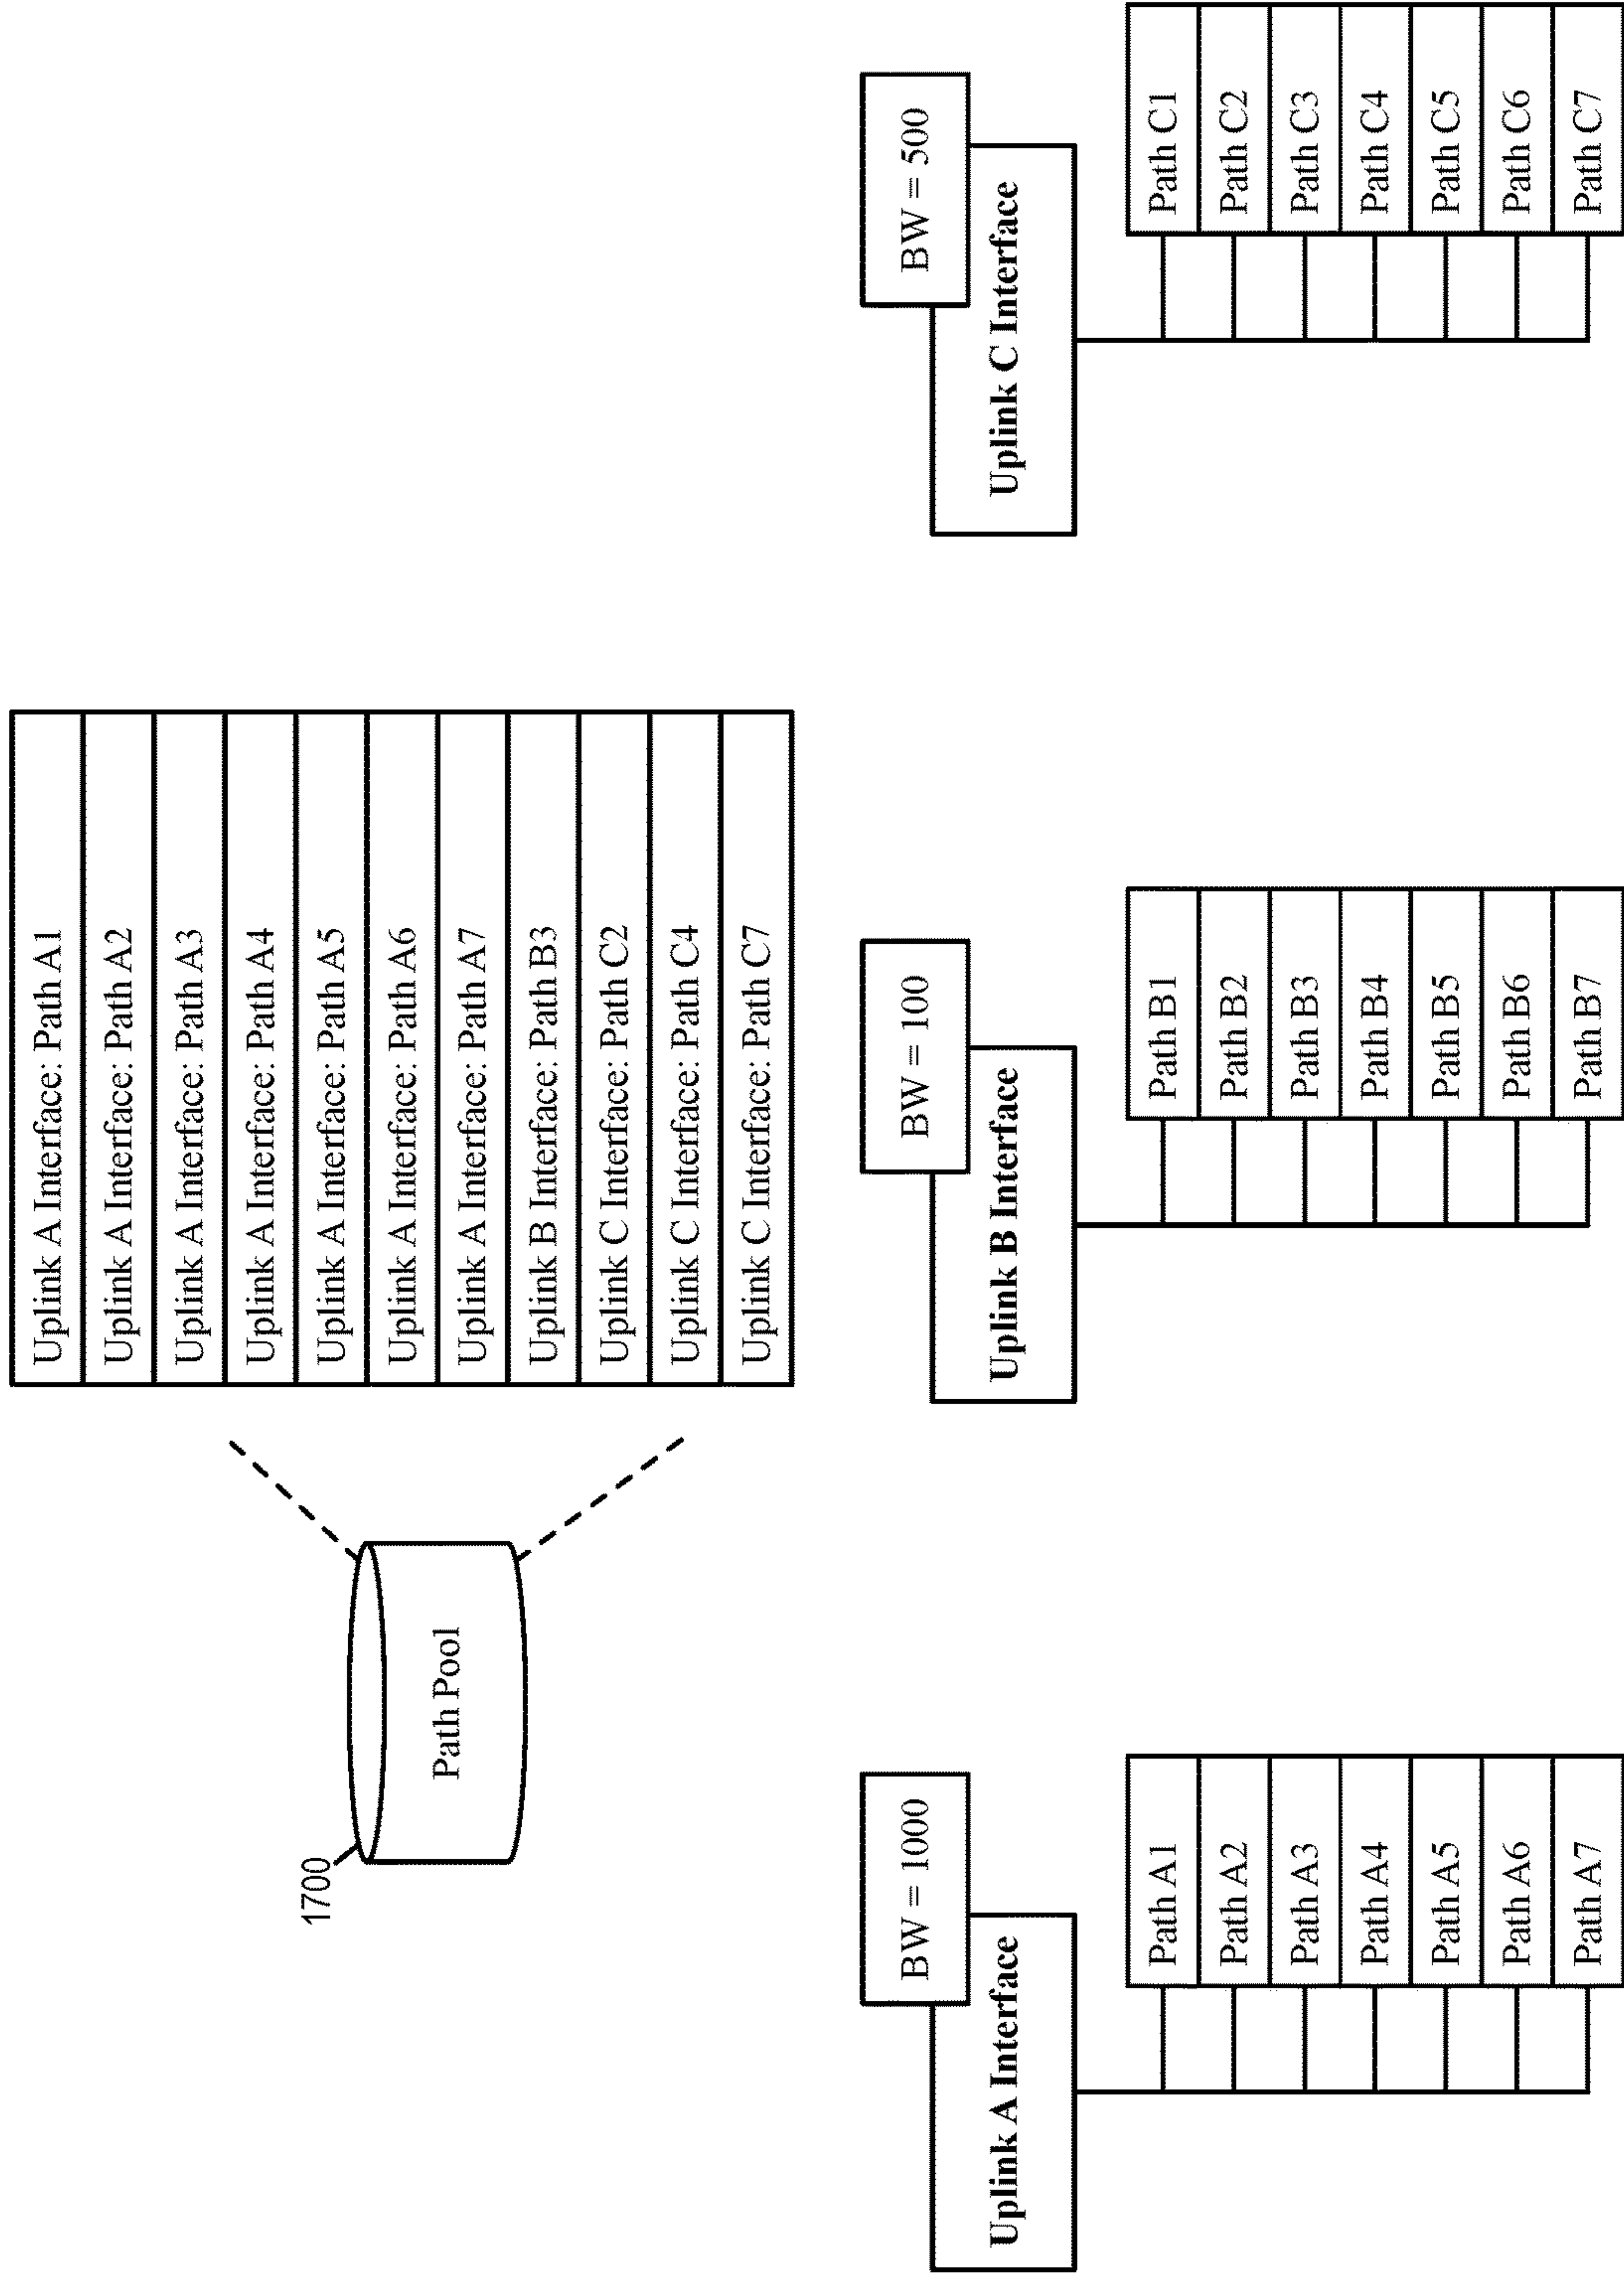 1700
Path Pool
Uplink A Interface: Path A1
Uplink A Interface: Path A2
Uplink A Interface: Path A3
Uplink A Interface: Path A4
Uplink A Interface: Path A5
Uplink A Interface: Path A6
Uplink A Interface: Path A7
Uplink B Interface: Path B3
Uplink C Interface: Path C2
Uplink C Interface: Path C4
Uplink C Interface: Path C7
BW = 1000
Uplink A Interface
Path A1
Path A2
Path A3
Path A4
Path A5
Path A6
Path A7
BW = 100
Uplink B Interface
Path B1
Path B2
Path B3
Path B4
Path B5
Path B6
Path B7
BW = 500
Uplink C Interface
Path C1
Path C2
Path C3
Path C4
Path C5
Path C6
Path C7